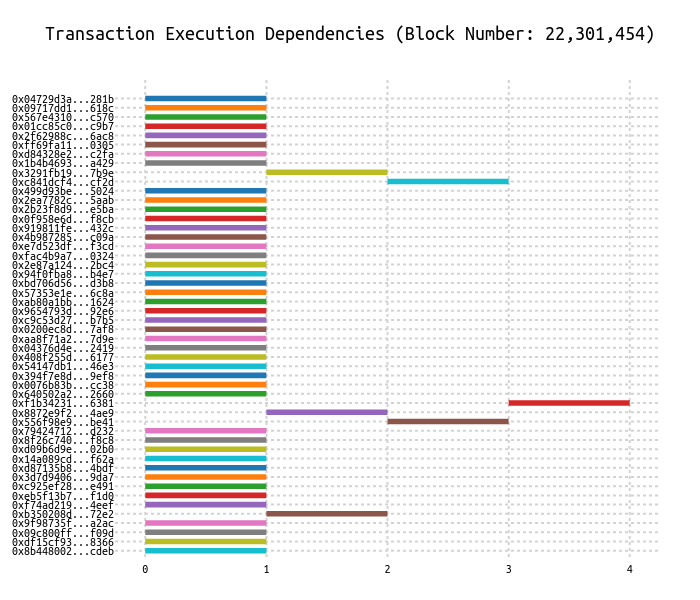 Transaction Execution Dependencies (Block Number: 22,301,454)
0x04729d3a...281b
0x09717dd1...618c
0x567e4310...c570
0x01cc85c0...c9b7
0x2f62988c...6ac8
0xff69fa11...0305
0xd84328e2...c2fa
0x1b4b4693...a429
0x3291fb19...7b9e
0xc841dcf4...cf2d
0x499d93be...5024
0x2ea7782c...5aab
0x2b23f8d9...e5ba
0x0f958e6d...f8cb
0x919811fe...432c
0x4b987285...c09a
0xe7d523df...f3cd
0xfac4b9a7...0324
0x2e87a124...2bc4
0x94f0fba8...b4e7
0xbd706d56...d3b8
0x57353e1e...6c8a
0xab80a1bb...1624
0x9654793d...92e6
0xc9c53d27...b7b5
0x0200ec8d...7af8
0xaa8f71a2...7d9e
0x04376d4e...2419
0x408f255d...6177
0x54147db1...46e3
0x394f7e8d...9ef8
0x0076b83b...cc38
0x640502a2...2660
0xf1b34231...6381
0x8872e9f2...4ae9
0x556f98e9...be41
0x79424712...d232
0x8f26c740...f8c8
0xd09b6d9e...02b0
0x14a089cd...f62a
0xd87135b8...4bdf
0x3d7d9406...9da7
0xc925ef28...e491
0xeb5f13b7...f1d0
0xf74ad219...4eef
0xb350208d...72e2
0x9f98735f...a2ac
0x09c800ff...f09d
0xdf15cf93...8366
0x8b448002...cdeb
0 1 2 3 4